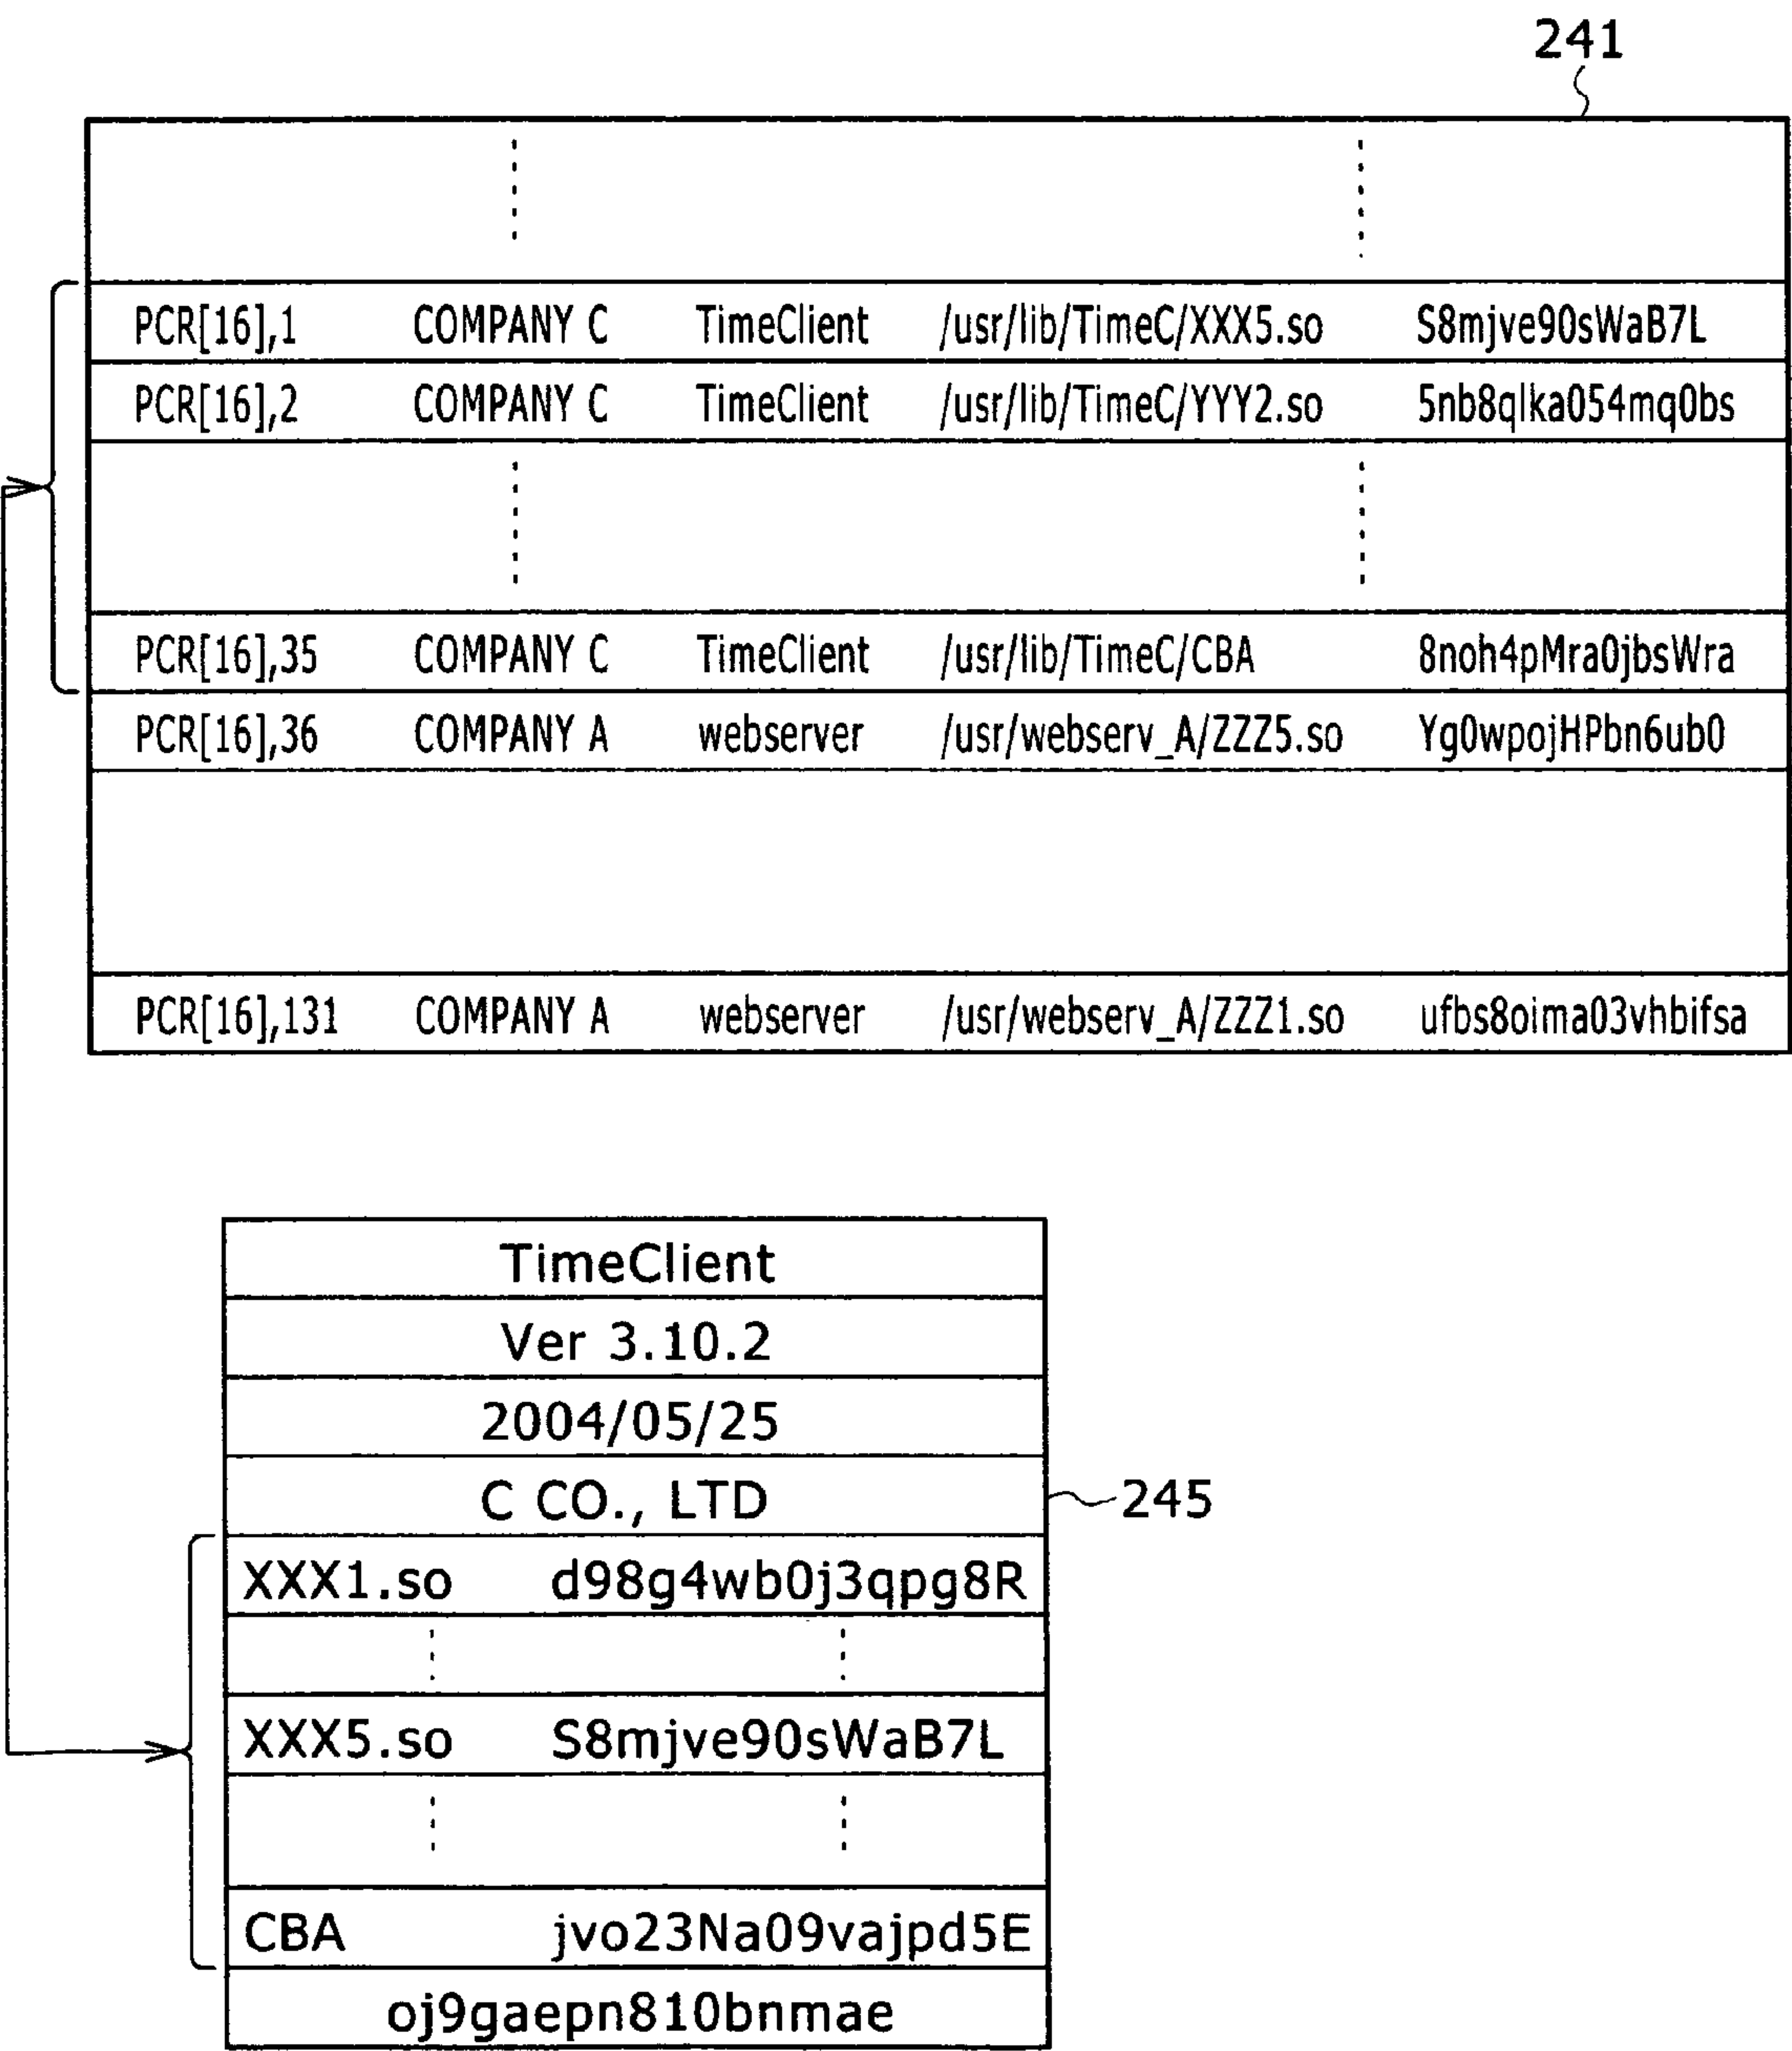 241
PCR[16],1 COMPANY C TimeClient /usr/lib/TimeC/XXX5.so S8mjve90sWaB7L
PCR[16],2 COMPANY C TimeClient /usr/lib/TimeC/YYY2.so 5nb8qlka054mq0bs
PCR[16],35 COMPANY C TimeClient /usr/lib/TimeC/CBA 8noh4pMra0jbsWra
PCR[16],36 COMPANY A webserver /usr/webserv_A/ZZZ5.so Yg0wpojHPbn6ub0
PCR[16],131 COMPANY A webserver /usr/webserv_A/ZZZ1.so ufbs8oima03vhbifsa
TimeClient
Ver 3.10.2
2004/05/25
C CO., LTD 245
XXX1.so d98g4wb0j3qpg8R
XXX5.so S8mjve90sWaB7L
CBA jvo23Na09vajpd5E
oj9gaepn810bnmae